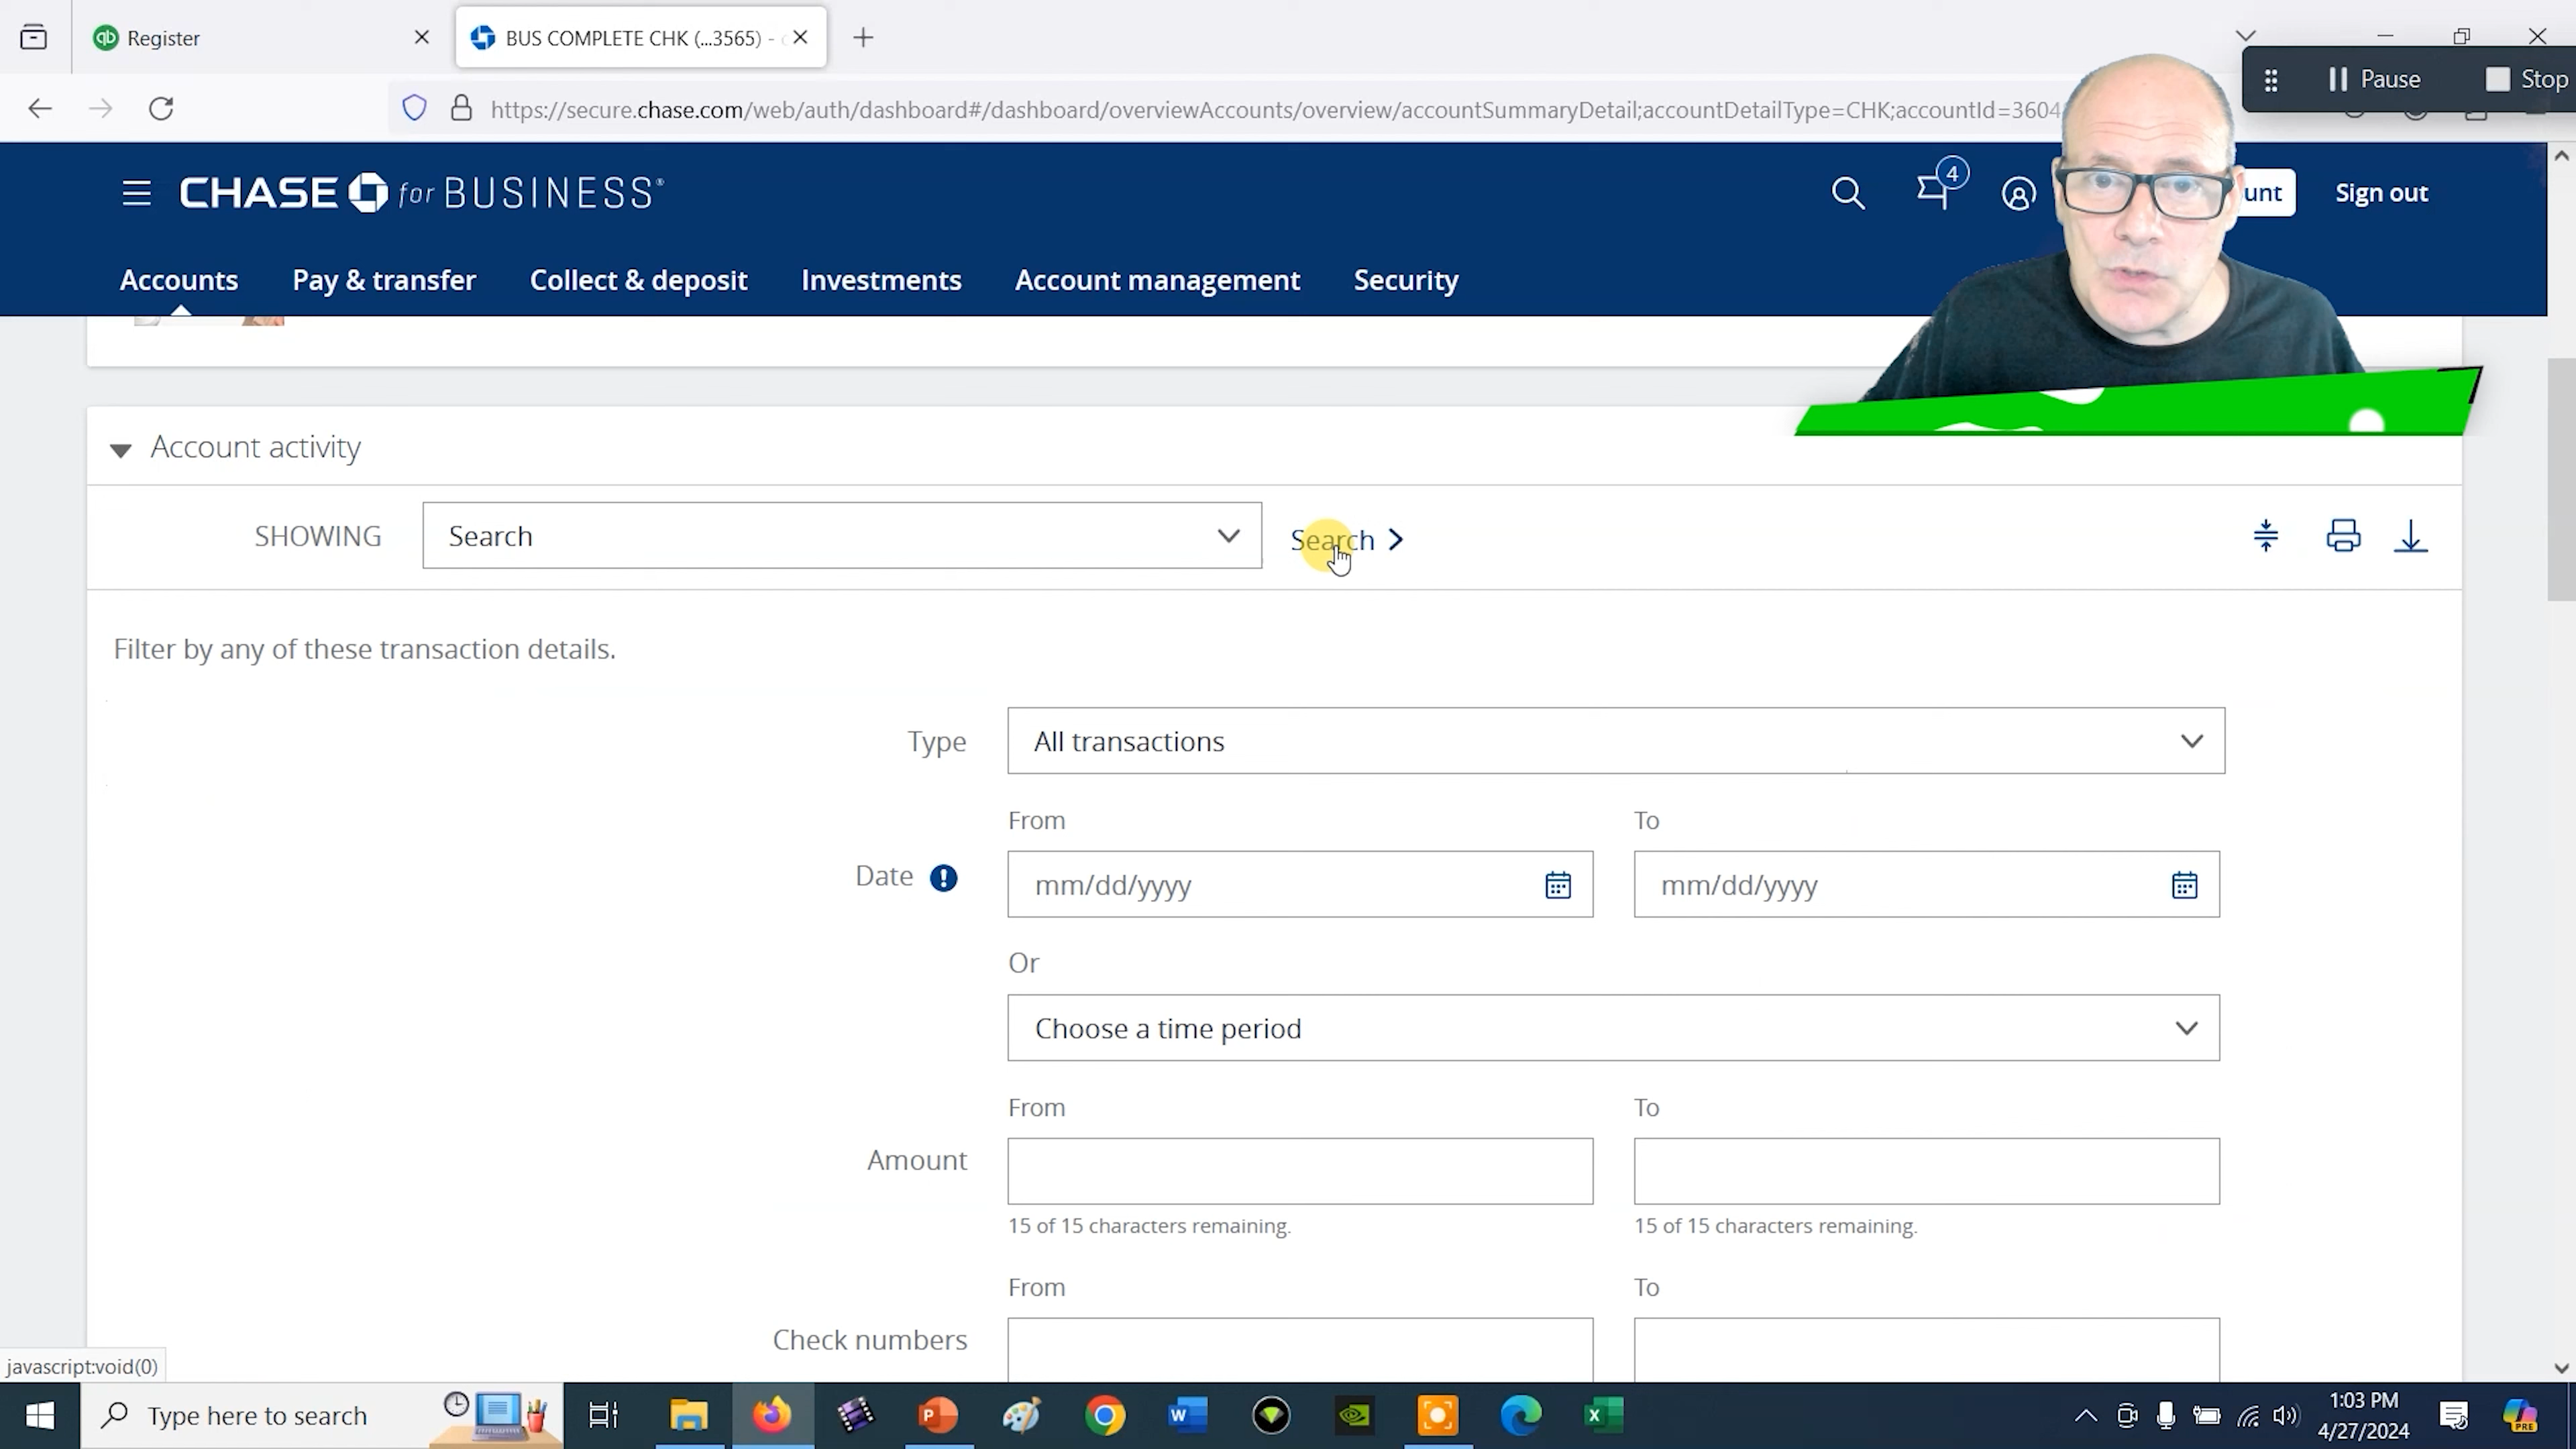 Register
BUS COMPLETE CHK (...3565) -
Pause
Stop
https://secure.chase.com/web/auth/dashboard#/dashboard/overviewAccounts/overview/accountSummaryDetail;accountDetailType=CHK;accountId=3604
CHASE for BUSINESS
4
unt
Sign out
Accounts
Pay & transfer
Collect & deposit
Investments
Account management
Security
Account activity
SHOWING
Search
Search
Filter by any of these transaction details.
Type
All transactions
From
To
Date
mm/dd/yyyy
mm/dd/yyyy
Or
Choose a time period
From
To
Amount
15 of 15 characters remaining.
15 of 15 characters remaining.
From
To
Check numbers
javascript:void(0)
Type here to search
1:03 PM
4/27/2024